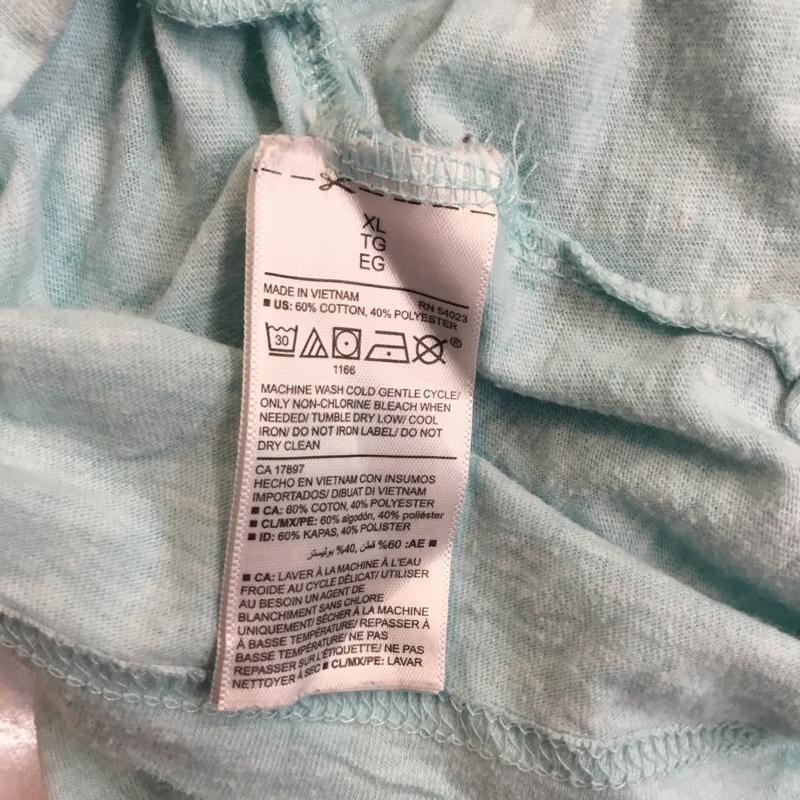 XL
TG
EG
MADE IN VIETNAM RN 54023
■ US: 60% COTTON, 40% POLYESTER
30
®
1166
MACHINE WASH COLD GENTLE CYCLE/
ONLY NON-CHLORINE BLEACH WHEN
NEEDED/ TUMBLE DRY LOW/ COOL
IRON/ DO NOT IRON LABEL/ DO NOT
DRY CLEAN
CA 17897
HECHO EN VIETNAM CON INSUMOS
IMPORTADOS/ DIBUAT DI VIETNAM
■ CA: 60% COTON, 40% POLYESTER
■ CL/MX/PE: 60% algodón, 40% poliéster
■ ID: 60% KAPAS, 40% POLISTER
■ AE: 60% قطن, 40% بوليستر
■ CA: LAVER À LA MACHINE À L'EAU
FROIDE AU CYCLE DÉLICAT/ UTILISER
AU BESOIN UN AGENT DE
BLANCHIMENT SANS CHLORE
UNIQUEMENT/ SÉCHER À LA MACHINE
À BASSE TEMPÉRATURE/ REPASSER À
BASSE TEMPÉRATURE/ NE PAS
REPASSER SUR L'ÉTIQUETTE/ NE PAS
NETTOYER À SEC ■ CL/MX/PE: LAVAR